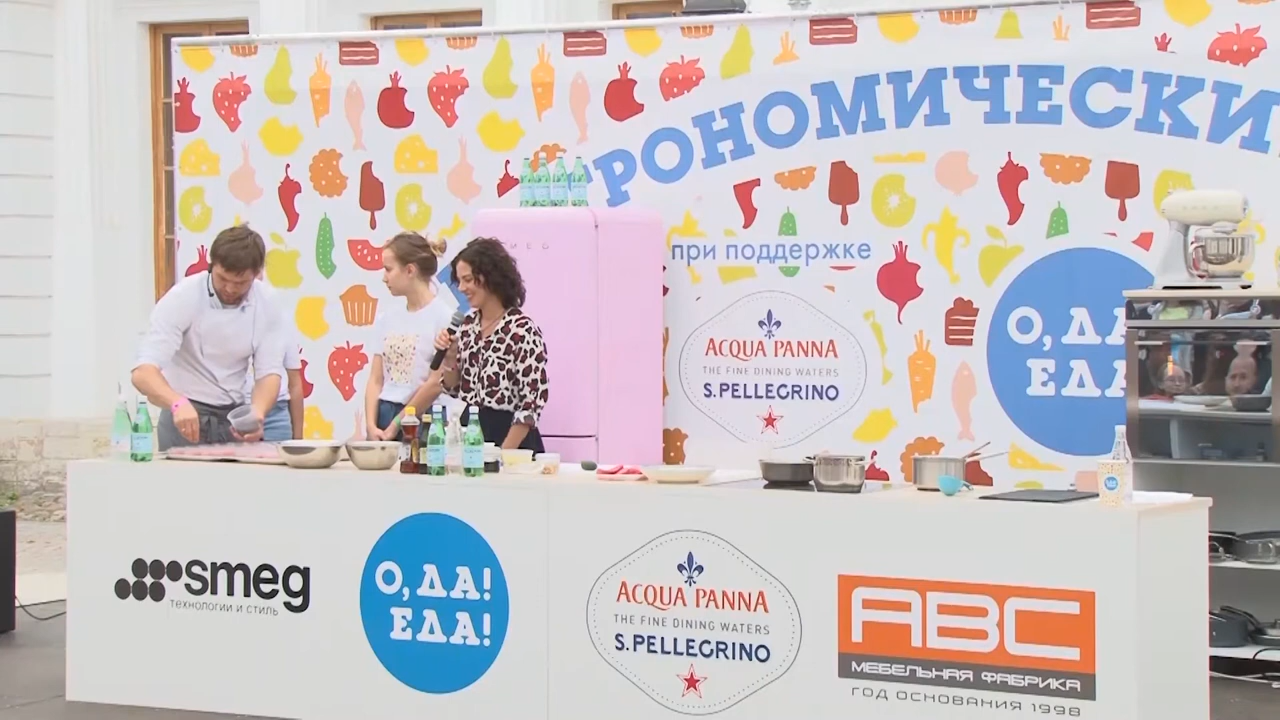 РОНОМИЧЕСКИ
при поддержке
SMEG
ACQUA PANNA
THE FINE DINING WATERS
S.PELLEGRINO
О, ДА
ЕДА
smeg
технологии и стиль
О, ДА!
ЕДА!
ACQUA PANNA
THE FINE DINING WATERS
S.PELLEGRINO
ABC
МЕБЕЛЬНАЯ ФАБРИКА
ГОД ОСНОВАНИЯ 1998